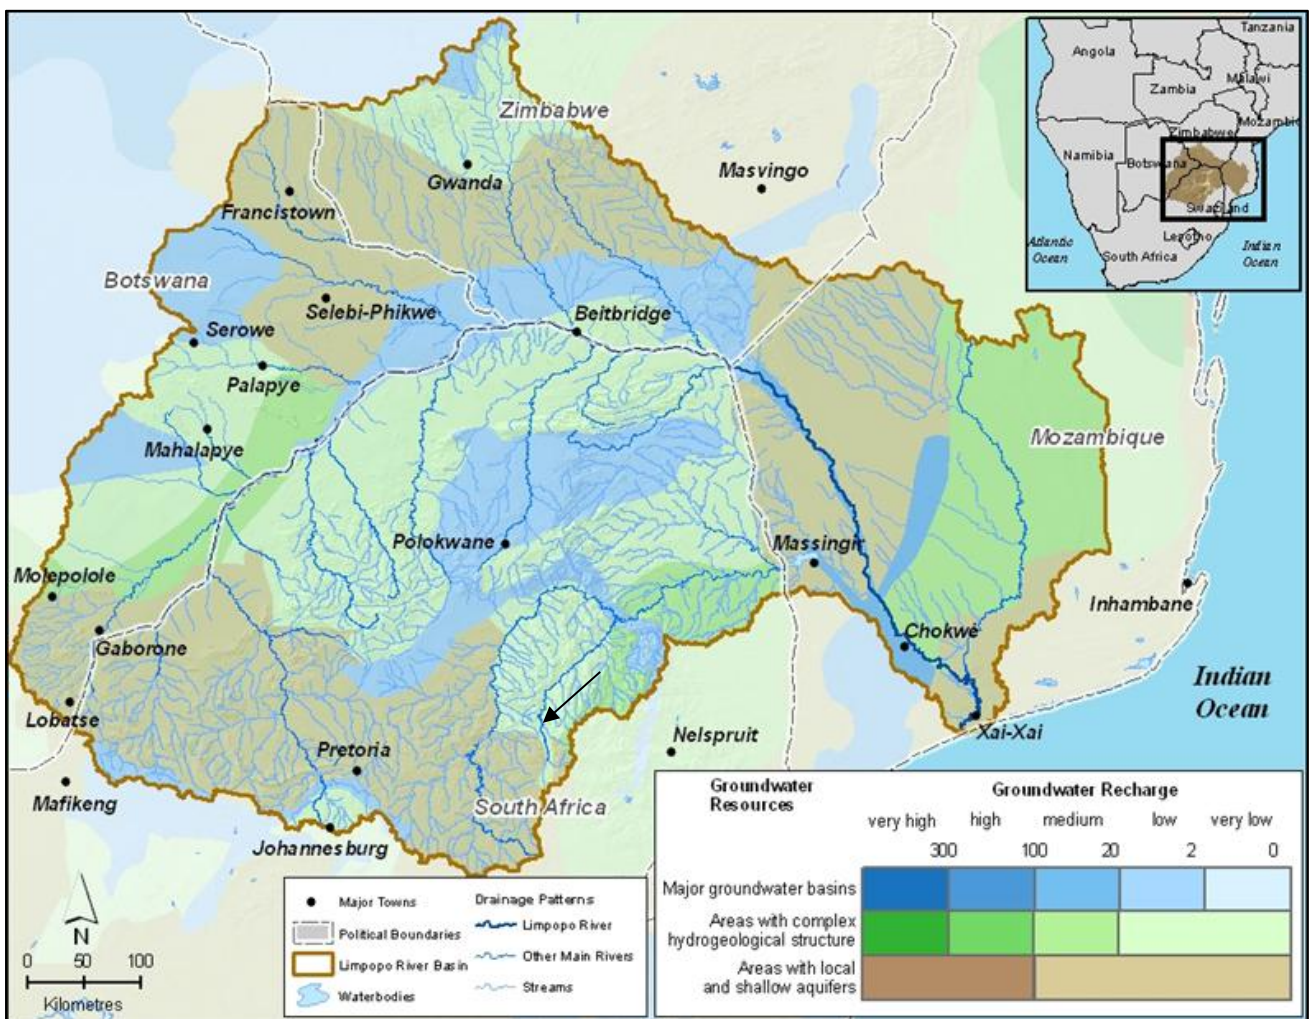 Zimbabwe
Masvingo
Gwanda
Francistown
Botswana
Selebi-Phikwe
Beitbridge
Serowe
Palapye
Mahalapye
Mozambique
Polokwane
Massingir
Molepolole
Inhambane
Gaborone
Chokwe
Indian
Ocean
Lobatse
Xai-Xai
Nelspruit
Pretoria
Mafikeng
South Africa
Johannesburg
Tanzania
Angola
Malawi
Zambia
Mozambic
Zimbabwe
Namibia
Botswana
Swaziland
Lesotho
Atlantic
Ocean
Indian
Ocean
South Africa
N
0 50 100
Kilometres
Major Towns
Political Boundaries
Limpopo River Basin
Waterbodies
Drainage Patterns
Limpopo River
Other Main Rivers
Streams
Groundwater
Resources
Groundwater Recharge
very high high medium low very low
300 100 20 2 0
Major groundwater basins
Areas with complex
hydrogeological structure
Areas with local
and shallow aquifers